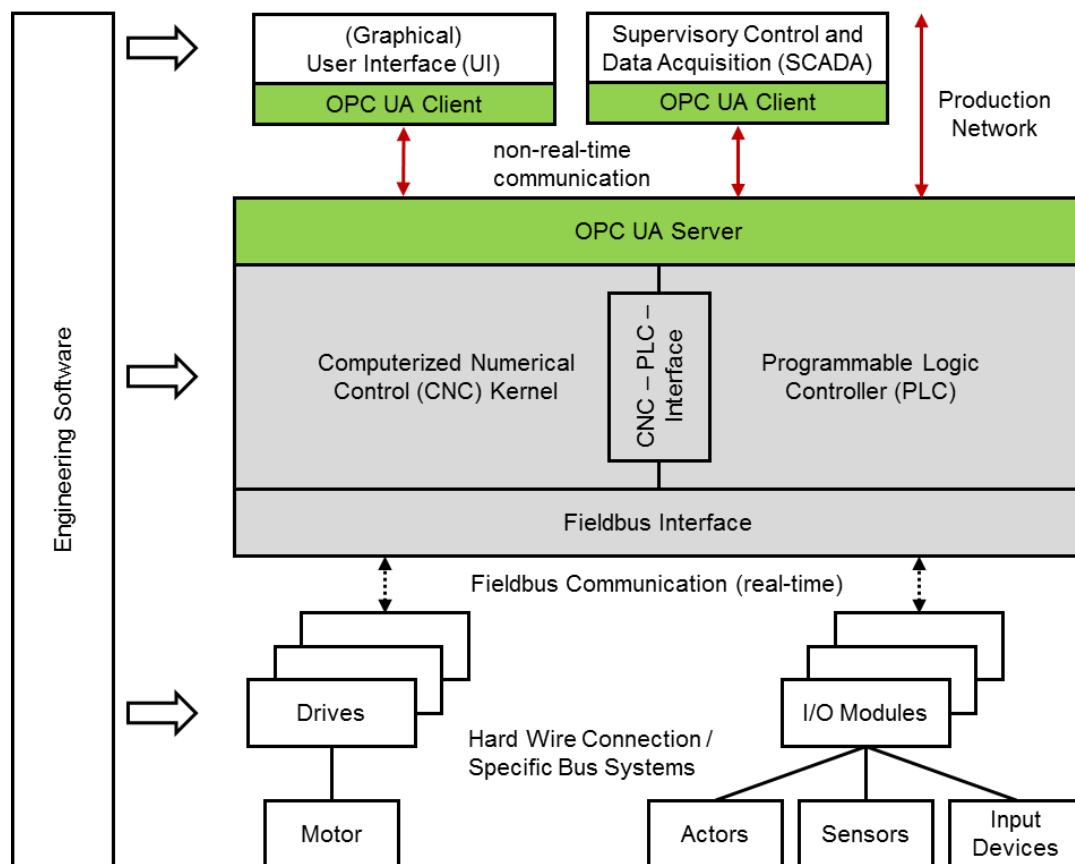 Engineering Software
(Graphical)
User Interface (UI)
OPC UA Client
Supervisory Control and
Data Acquisition (SCADA)
OPC UA Client
Production
Network
non-real-time
communication
OPC UA Server
Computerized Numerical
Control (CNC) Kernel
CNC – PLC –
Interface
Programmable Logic
Controller (PLC)
Fieldbus Interface
Fieldbus Communication (real-time)
Drives
I/O Modules
Hard Wire Connection /
Specific Bus Systems
Motor
Actors
Sensors
Input
Devices